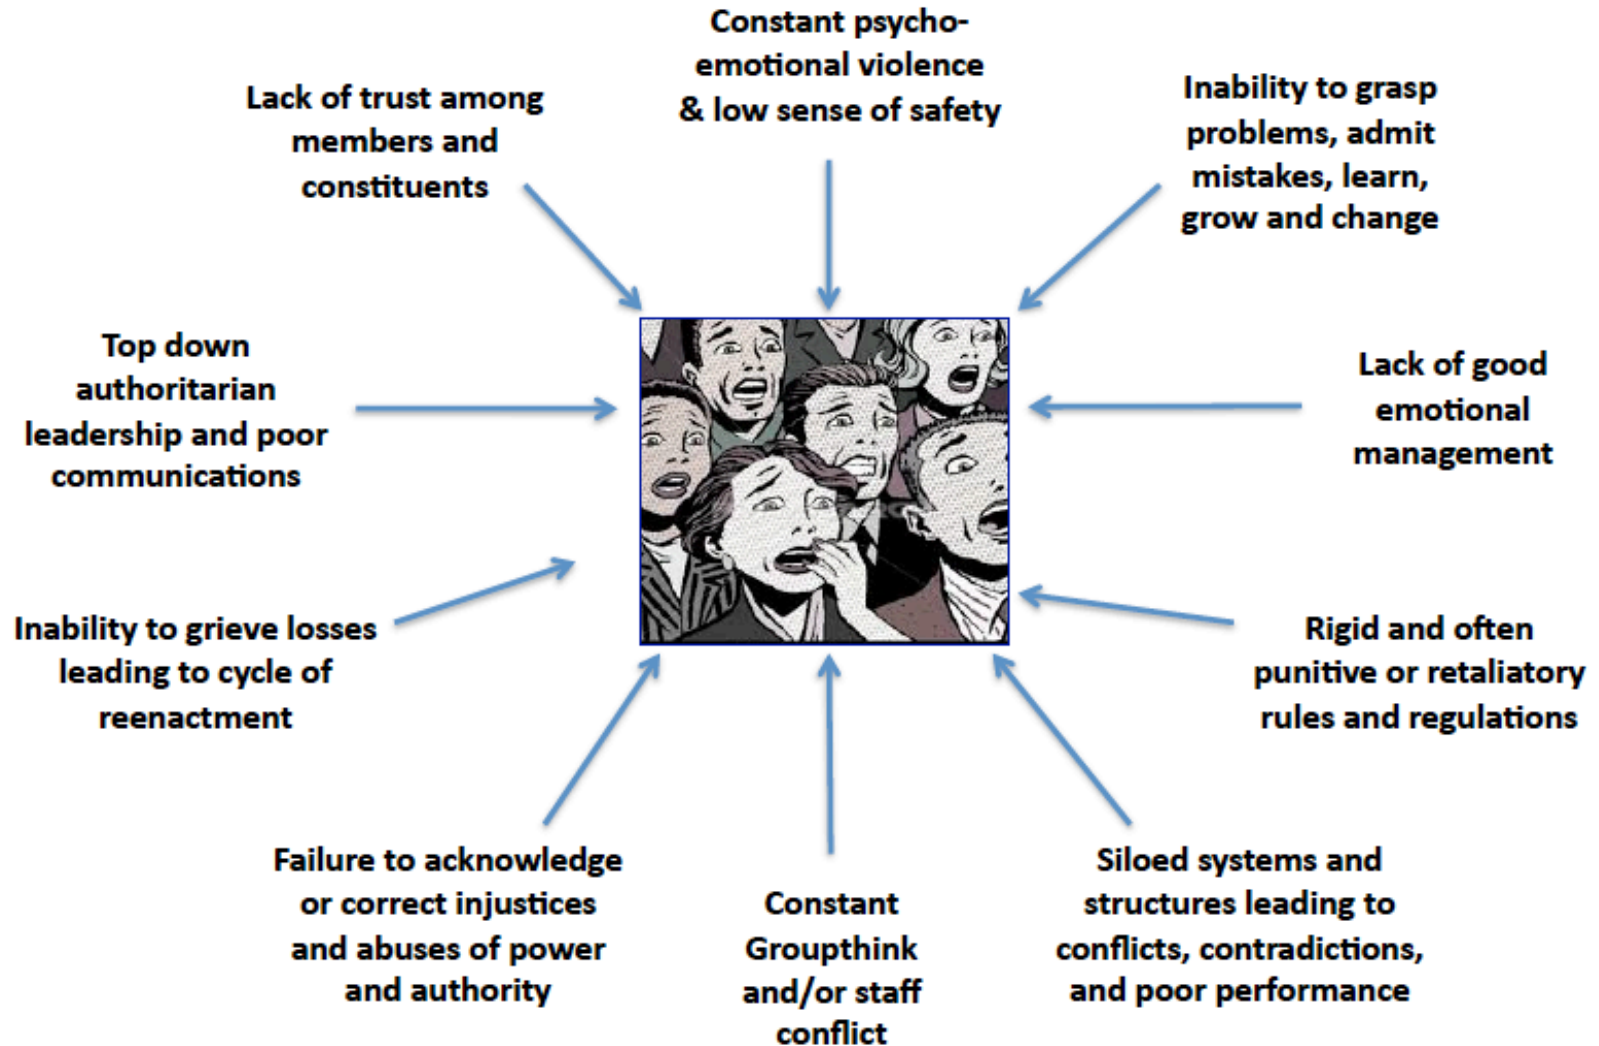 Constant psycho-
emotional violence
& low sense of safety
Inability to grasp
problems, admit
mistakes, learn,
grow and change
Lack of good
emotional
management
Rigid and often
punitive or retaliatory
rules and regulations
Siloed systems and
structures leading to
conflicts, contradictions,
and poor performance
Constant
Groupthink
and/or staff
conflict
Failure to acknowledge
or correct injustices
and abuses of power
and authority
Inability to grieve losses
leading to cycle of
reenactment
Top down
authoritarian
leadership and poor
communications
Lack of trust among
members and
constituents